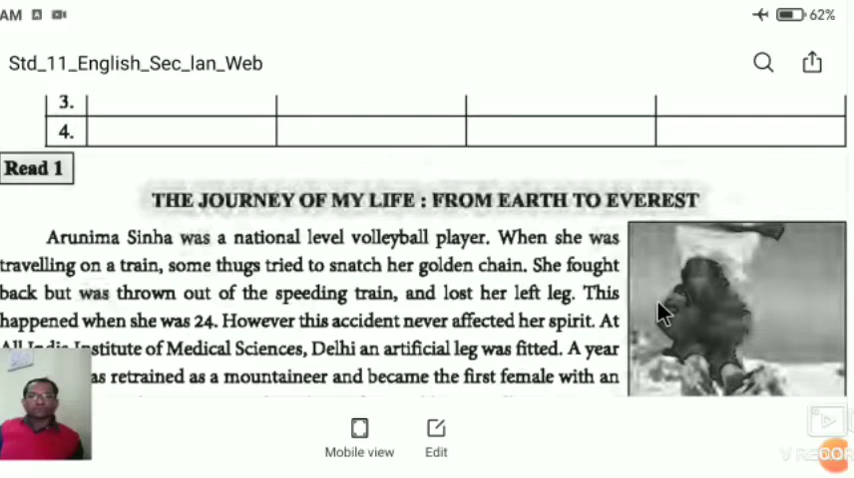 AM
62%
Std_11_English_Sec_lan_Web
3.
4.
Read 1
THE JOURNEY OF MY LIFE : FROM EARTH TO EVEREST
Arunima Sinha was a national level volleyball player. When she was
travelling on a train, some thugs tried to snatch her golden chain. She fought
back but was thrown out of the speeding train, and lost her left leg. This
happened when she was 24. However this accident never affected her spirit. At
Institute of Medical Sciences, Delhi an artificial leg was fitted. A year
as retrained as a mountaineer and became the first female with an
Mobile view
Edit